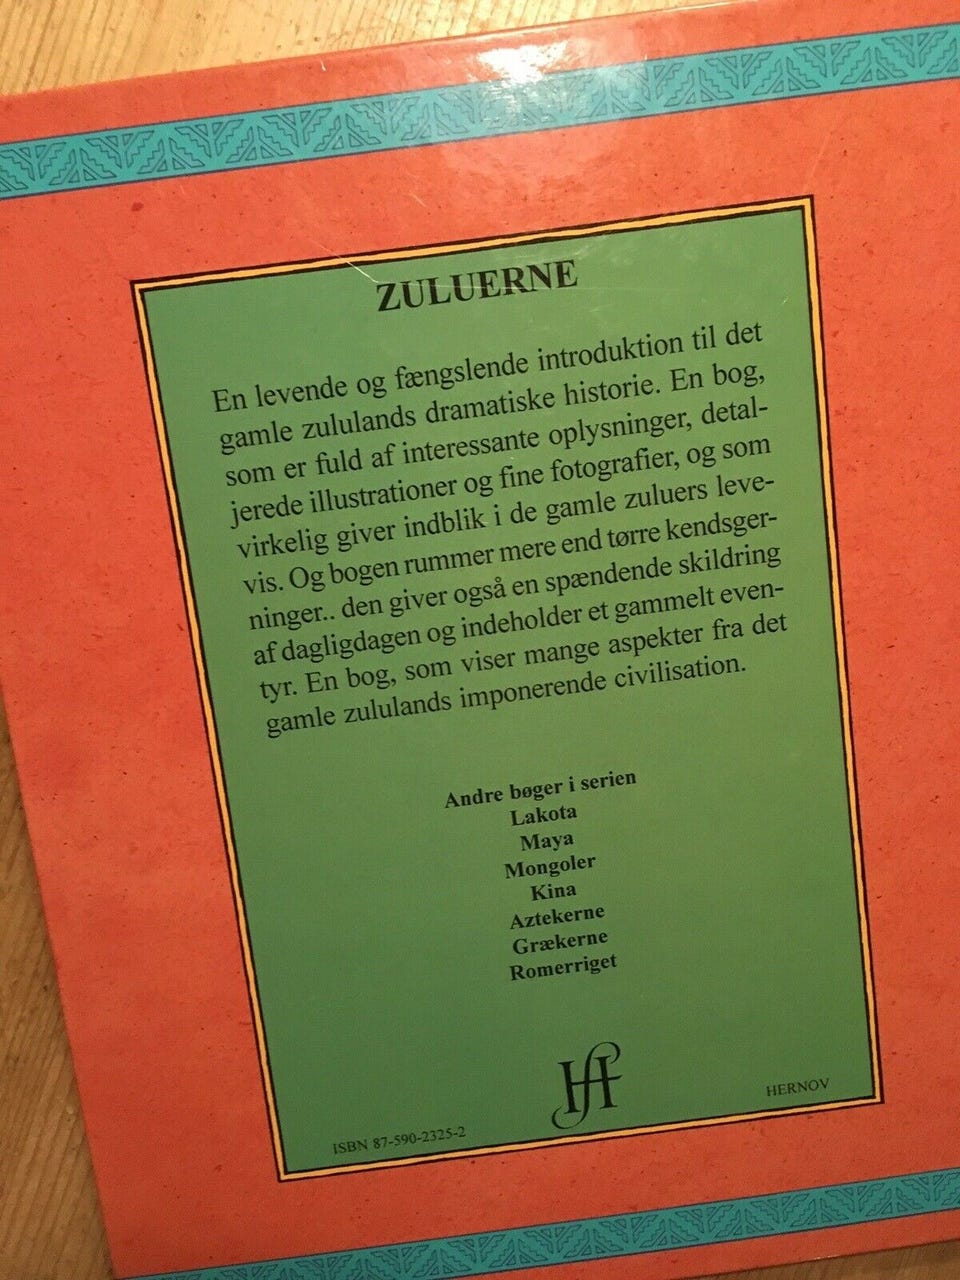 ZULUERNE
En levende og fængslende introduktion til det
gamle zululands dramatiske historie. En bog,
som er fuld af interessante oplysninger, detal-
jerede illustrationer og fine fotografier, og som
virkelig giver indblik i de gamle zuluers leve-
vis. Og bogen rummer mere end tørre kendsger-
ninger.. den giver også en spændende skildring
af dagligdagen og indeholder et gammelt even-
tyr. En bog, som viser mange aspekter fra det
gamle zululands imponerende civilisation.
Andre bøger i serien
Lakota
Maya
Mongoler
Kina
Aztekerne
Grækerne
Romerriget
HF
HERNOV
ISBN 87-590-2325-2